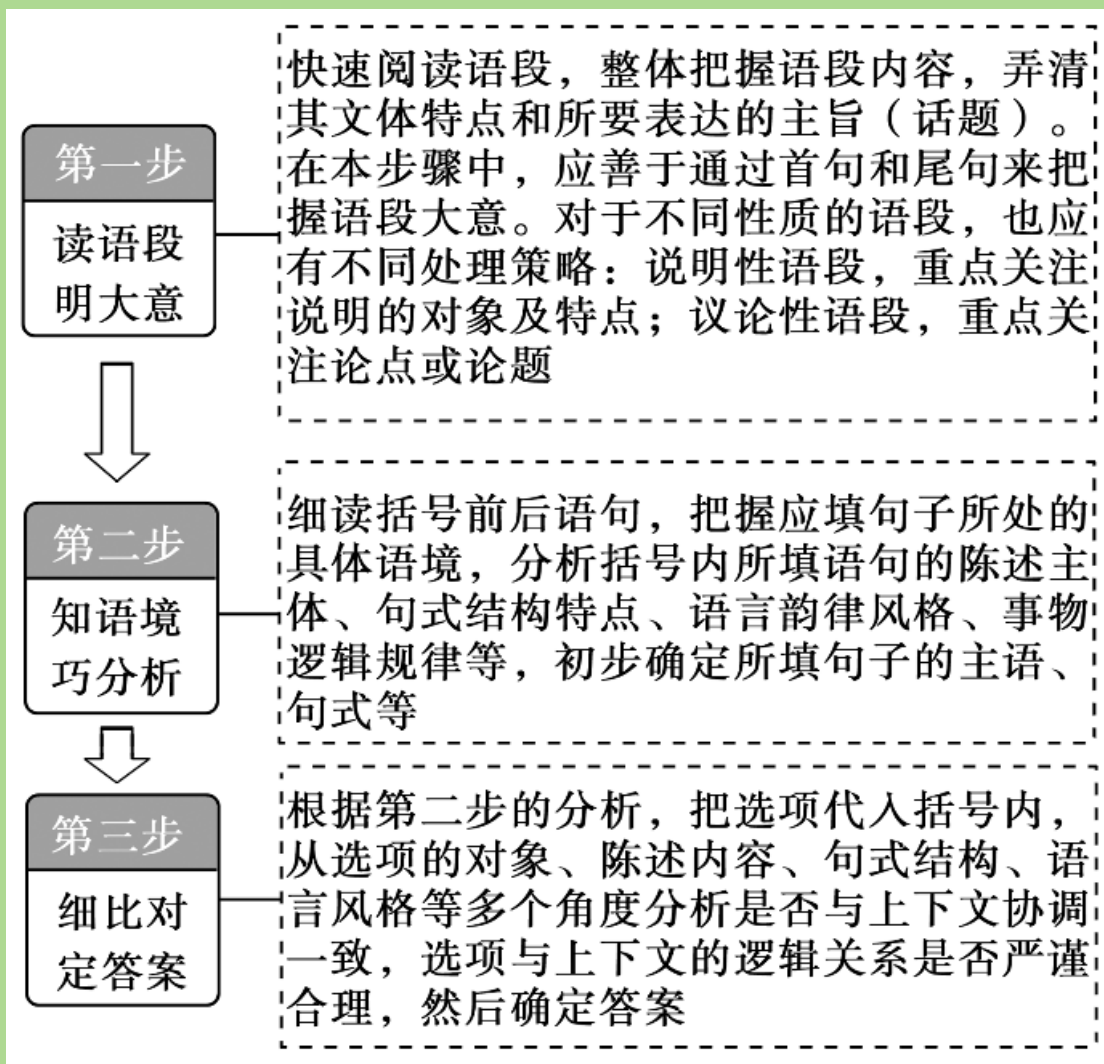 第一步
读语段
明大意
快速阅读语段，整体把握语段内容，弄清
其文体特点和所要表达的主旨（话题）。
在本步骤中，应善于通过首句和尾句来把
握语段大意。对于不同性质的语段，也应
有不同处理策略：说明性语段，重点关注
说明的对象及特点；议论性语段，重点关
注论点或论题
第二步
知语境
巧分析
细读括号前后语句，把握应填句子所处的
具体语境，分析括号内所填语句的陈述主
体、句式结构特点、语言韵律风格、事物
逻辑规律等，初步确定所填句子的主语、
句式等
第三步
细比对
定答案
根据第二步的分析，把选项代入括号内，
从选项的对象、陈述内容、句式结构、语
言风格等多个角度分析是否与上下文协调
一致，选项与上下文的逻辑关系是否严谨
合理，然后确定答案